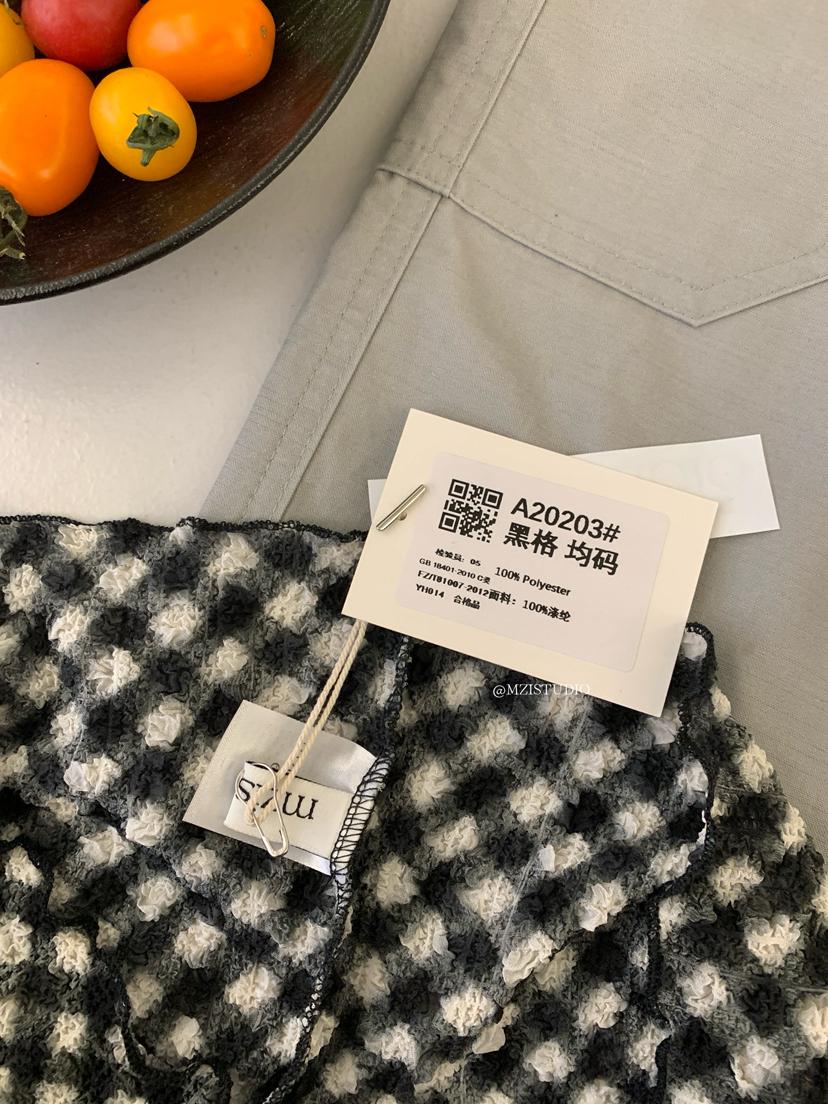 A20203#
黑格 均码
检验员：05
GB 18401-2010 C类
100% Polyester
FZ/T81007-2012面料：100%涤纶
YH014 合格品
@MZISTUDIO